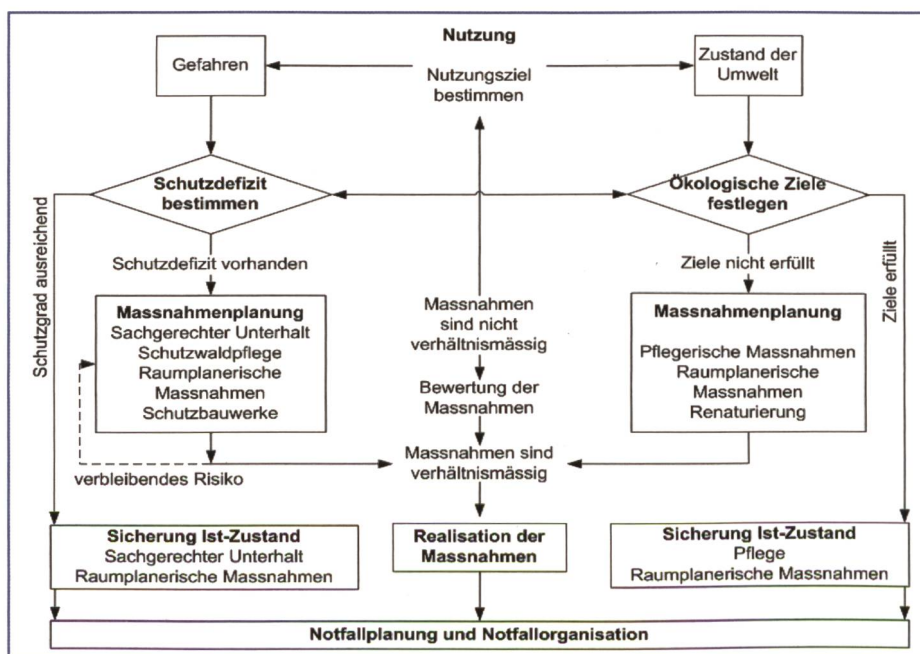 Nutzung
Gefahren
Nutzungsziel
bestimmen
Zustand der
Umwelt
Schutzdefizit
bestimmen
Ökologische Ziele
festlegen
Schutzgrad ausreichend
Schutzdefizit vorhanden
Ziele nicht erfüllt
Ziele erfüllt
Massnahmenplanung
Sachgerechter Unterhalt
Schutzwaldpflege
Raumplanerische
Massnahmen
Schutzbauwerke
Massnahmen
sind nicht
verhältnismässig
Bewertung der
Massnahmen
Massnahmen sind
verhältnismässig
Massnahmenplanung
Pflegerische Massnahmen
Raumplanerische
Massnahmen
Renaturierung
verbleibendes Risiko
Sicherung Ist-Zustand
Sachgerechter Unterhalt
Raumplanerische Massnahmen
Realisation der
Massnahmen
Sicherung Ist-Zustand
Pflege
Raumplanerische Massnahmen
Notfallplanung und Notfallorganisation